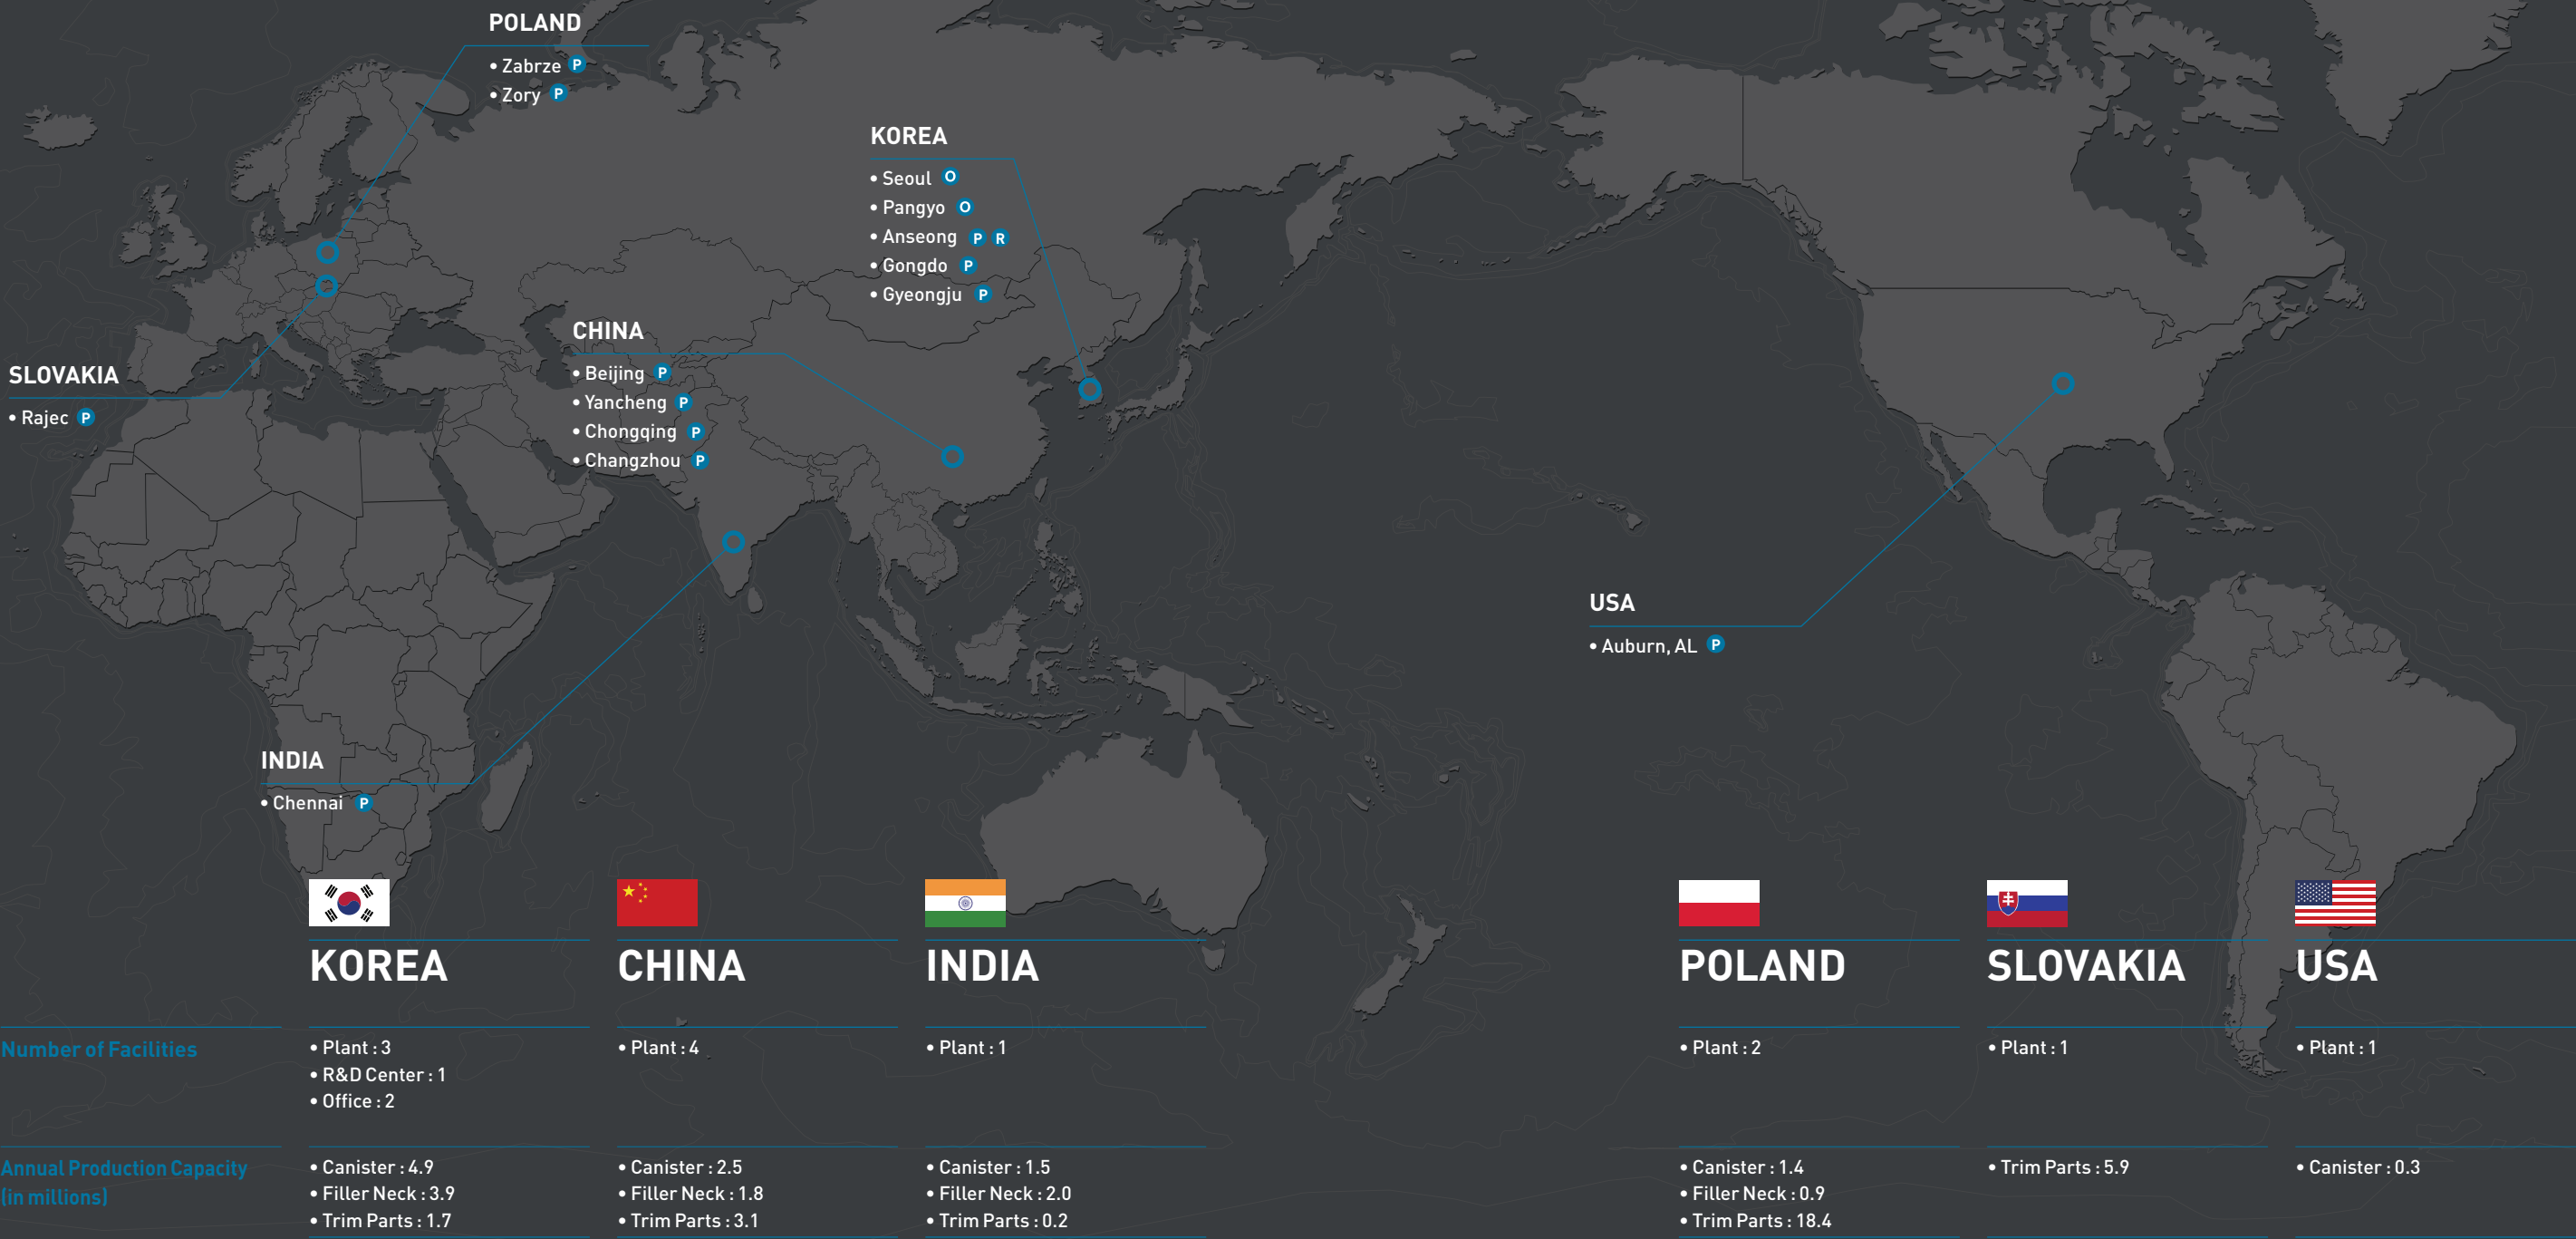 POLAND
• Zabrze P
• Zory P
KOREA
• Seoul O
• Pangyo O
• Anseong P R
• Gongdo P
• Gyeongju P
CHINA
• Beijing P
• Yancheng P
• Chongqing P
• Changzhou P
SLOVAKIA
• Rajec P
USA
• Auburn, AL P
INDIA
• Chennai P
KOREA
CHINA
INDIA
POLAND
SLOVAKIA
USA
Number of Facilities
• Plant : 3
• R&D Center : 1
• Office : 2
• Plant : 4
• Plant : 1
• Plant : 2
• Plant : 1
• Plant : 1
Annual Production Capacity
(in millions)
• Canister : 4.9
• Filler Neck : 3.9
• Trim Parts : 1.7
• Canister : 2.5
• Filler Neck : 1.8
• Trim Parts : 3.1
• Canister : 1.5
• Filler Neck : 2.0
• Trim Parts : 0.2
• Canister : 1.4
• Filler Neck : 0.9
• Trim Parts : 18.4
• Trim Parts : 5.9
• Canister : 0.3